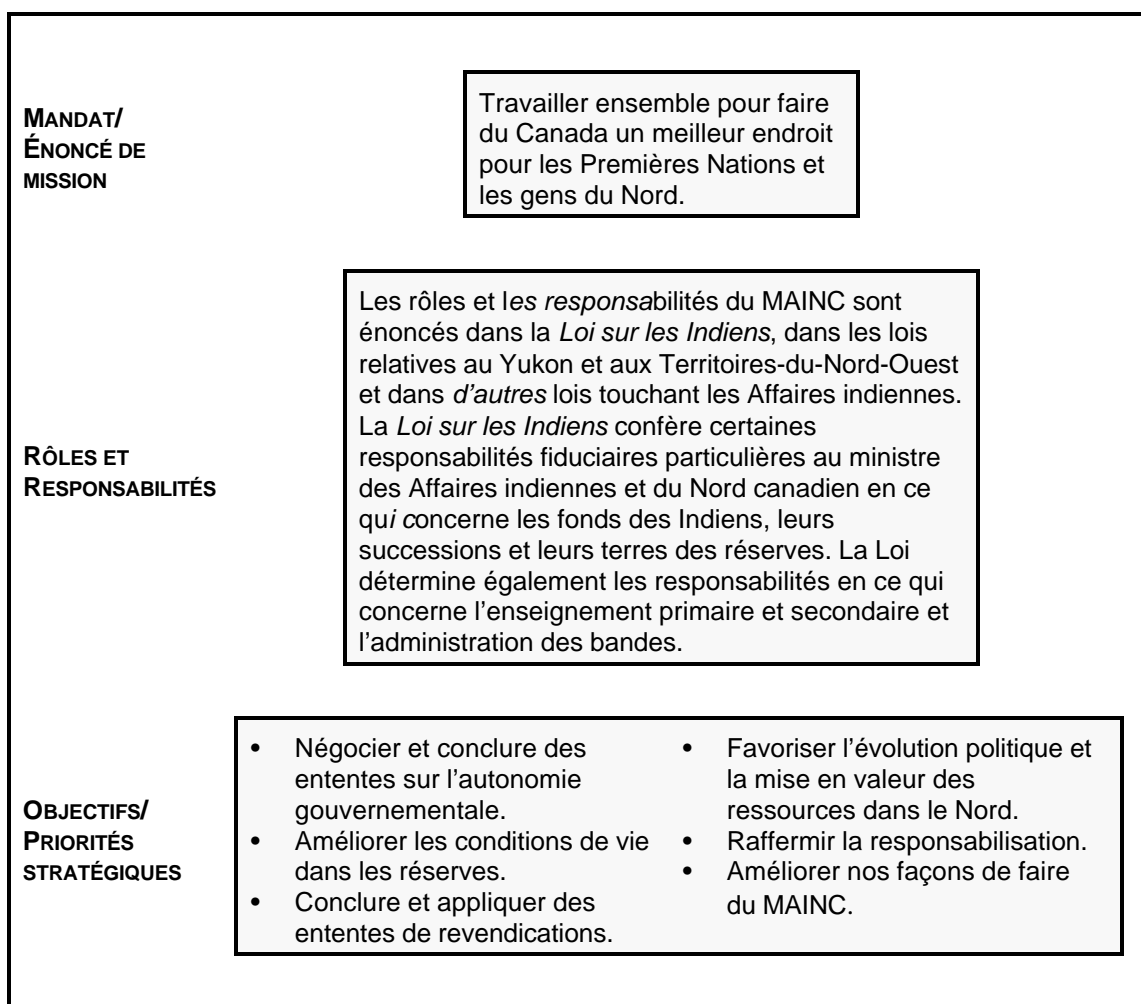 MANDAT/
ÉNONCÉ DE
MISSION
Travailler ensemble pour faire
du Canada un meilleur endroit
pour les Premières Nations et
les gens du Nord.
RÔLES ET
RESPONSABILITÉS
Les rôles et les responsabilités du MAINC sont
énoncés dans la Loi sur les Indiens, dans les lois
relatives au Yukon et aux Territoires-du-Nord-Ouest
et dans d'autres lois touchant les Affaires indiennes.
La Loi sur les Indiens confère certaines
responsabilités fiduciaires particulières au ministre
des Affaires indiennes et du Nord canadien en ce
qui concerne les fonds des Indiens, leurs
successions et leurs terres des réserves. La Loi
détermine également les responsabilités en ce qui
concerne l’enseignement primaire et secondaire et
l’administration des bandes.
OBJECTIFS/
PRIORITÉS
STRATÉGIQUES
• Négocier et conclure des
ententes sur l’autonomie
gouvernementale.
• Améliorer les conditions de vie
dans les réserves.
• Conclure et appliquer des
ententes de revendications.
• Favoriser l’évolution politique et
la mise en valeur des
ressources dans le Nord.
• Raffermir la responsabilisation.
• Améliorer nos façons de faire
du MAINC.